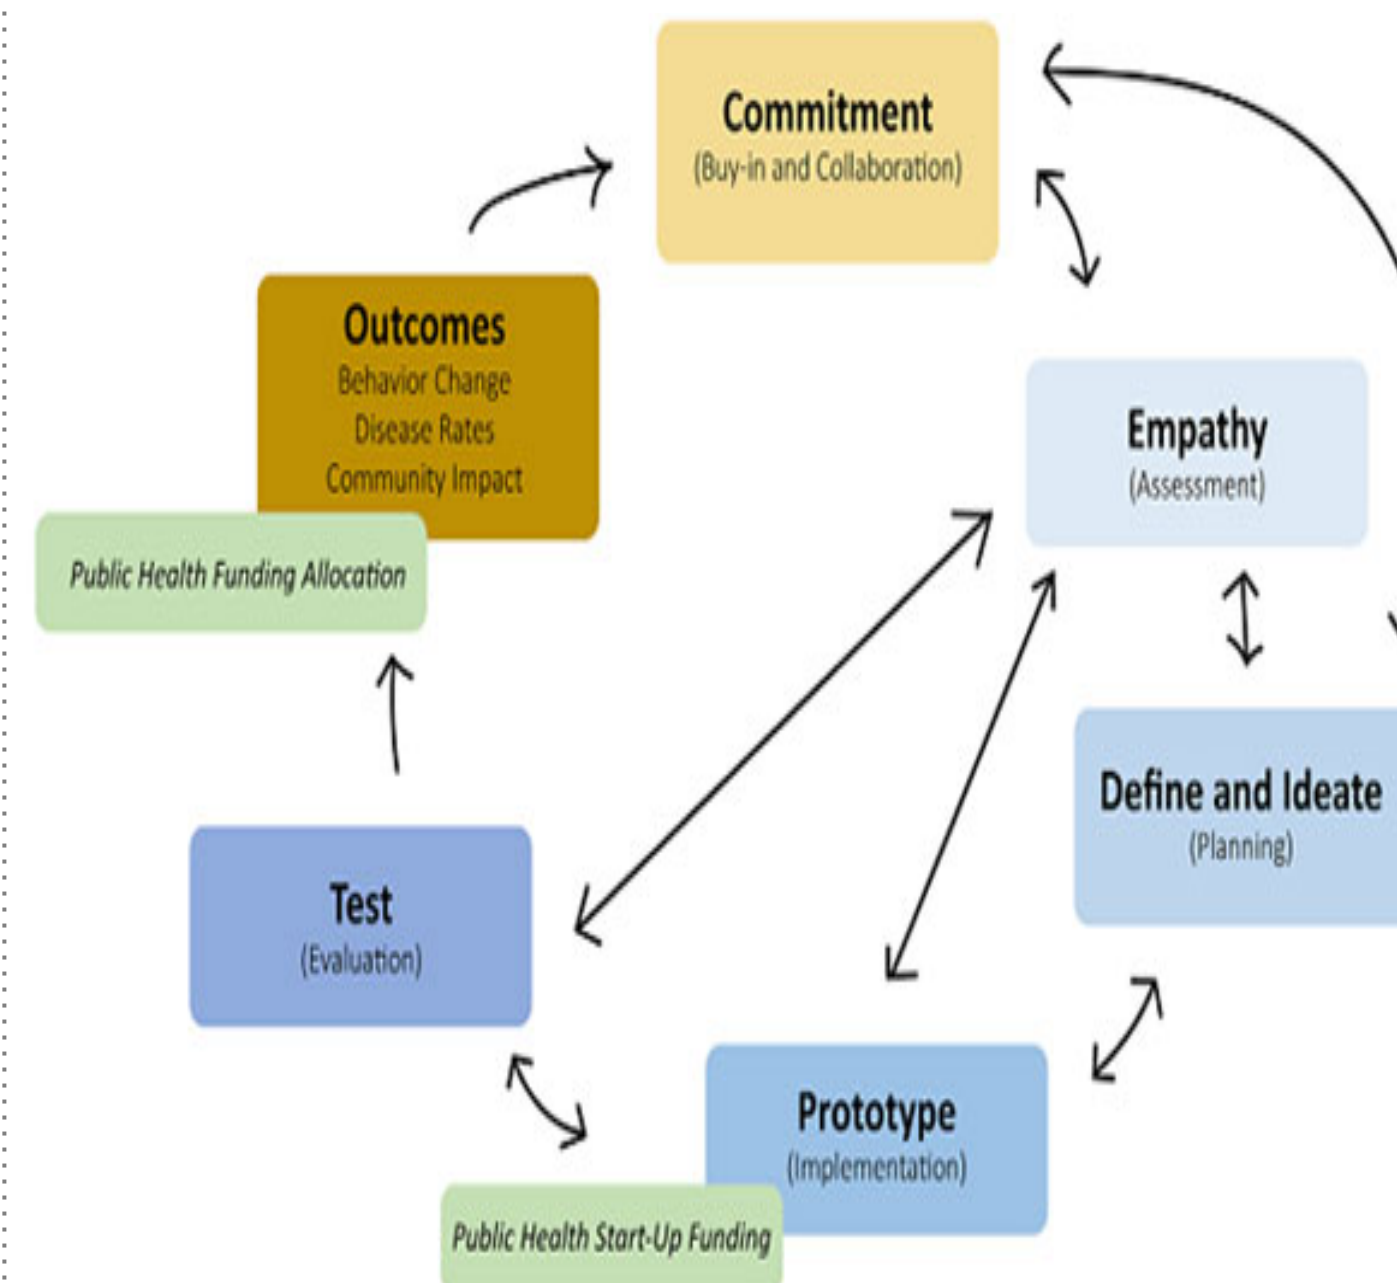 Commitment
(Buy-in and Collaboration)
Outcomes
Behavior Change
Disease Rates
Community Impact
Public Health Funding Allocation
Empathy
(Assessment)
Define and Ideate
(Planning)
Test
(Evaluation)
Prototype
(Implementation)
Public Health Start-Up Funding